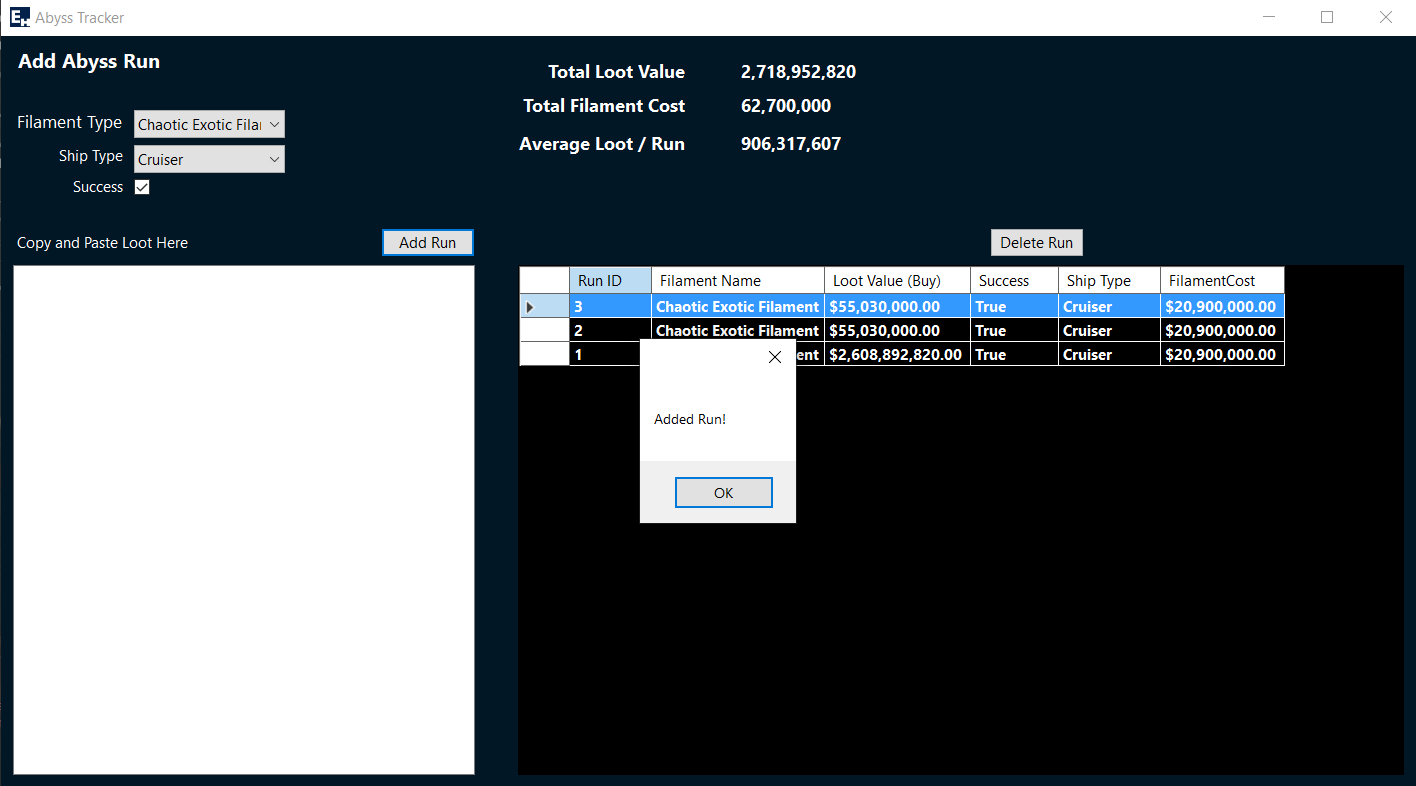 EH Abyss Tracker
Add Abyss Run
Filament Type Chaotic Exotic Filar
Ship Type Cruiser
Success
Total Loot Value 2,718,952,820
Total Filament Cost 62,700,000
Average Loot / Run 906,317,607
Copy and Paste Loot Here Add Run
Delete Run
Run ID Filament Name Loot Value (Buy) Success Ship Type FilamentCost
3 Chaotic Exotic Filament $55,030,000.00 True Cruiser $20,900,000.00
2 Chaotic Exotic Filament $55,030,000.00 True Cruiser $20,900,000.00
1 ent $2,608,892,820.00 True Cruiser $20,900,000.00
Added Run!
OK